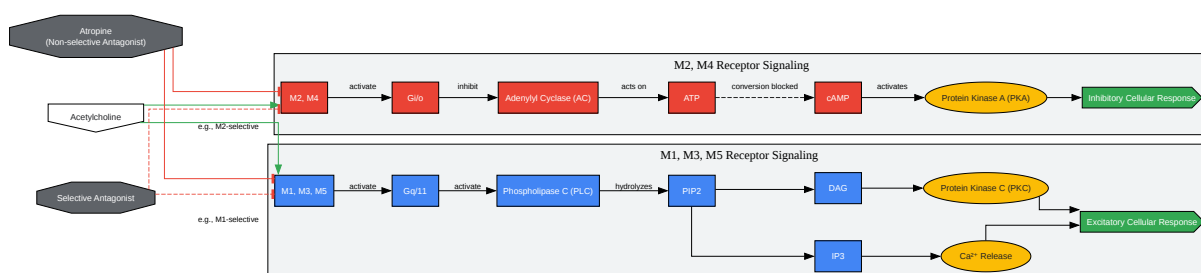 Atropine
(Non-selective Antagonist)
M2, M4 Receptor Signaling
M2, M4
activate
Gi/o
inhibit
Adenylyl Cyclase (AC)
acts on
ATP
conversion blocked
cAMP
activates
Protein Kinase A (PKA)
Inhibitory Cellular Response
Acetylcholine
e.g., M2-selective
M1, M3, M5 Receptor Signaling
M1, M3, M5
activate
Gq/11
activate
Phospholipase C (PLC)
hydrolyzes
PIP2
DAG
Protein Kinase C (PKC)
Selective Antagonist
e.g., M1-selective
Excitatory Cellular Response
IP3
Ca²⁺ Release